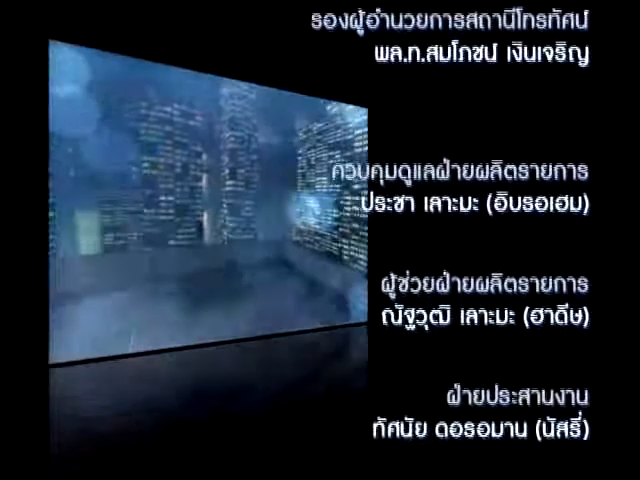 รองผู้อำนวยการสถานีโทรทัศน์
พล.ท.สมโภชน์ เงินเจริญ
ควบคุมดูแลฝ่ายผลิตรายการ
ประชา เลาะมะ (อิบรอเฮม)
ผู้ช่วยฝ่ายผลิตรายการ
ณัฐวุฒิ เลาะมะ (ฮาดีษ)
ฝ่ายประสานงาน
ทัศนัย ดอรอมาน (นัสรี่)